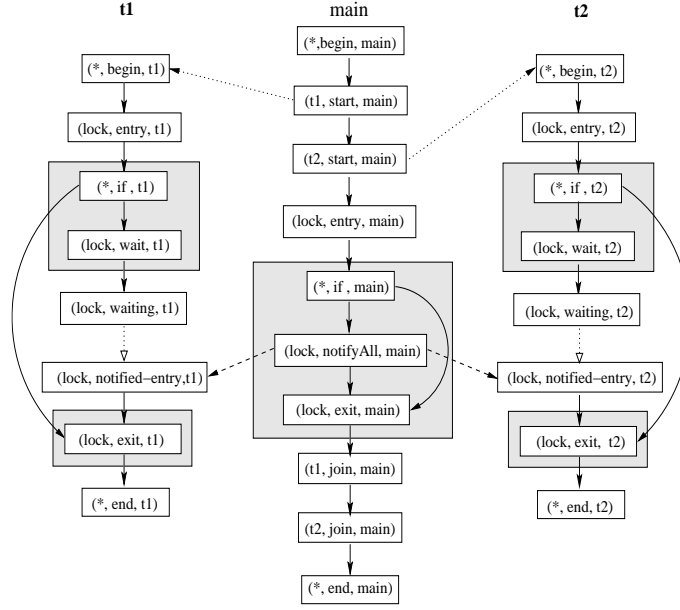 t1
(*, begin, t1)
(lock, entry, t1)
(*, if , t1)
(lock, wait, t1)
(lock, waiting, t1)
(lock, notified−entry,t1)
(lock, exit, t1)
(*, end, t1)
main
(*,begin, main)
(t1, start, main)
(t2, start, main)
(lock, entry, main)
(*, if , main)
(lock, notifyAll, main)
(lock, exit, main)
(t1, join, main)
(t2, join, main)
(*, end, main)
t2
(*, begin, t2)
(lock, entry, t2)
(*, if , t2)
(lock, wait, t2)
(lock, waiting, t2)
(lock, notified−entry, t2)
(lock, exit, t2)
(*, end, t2)